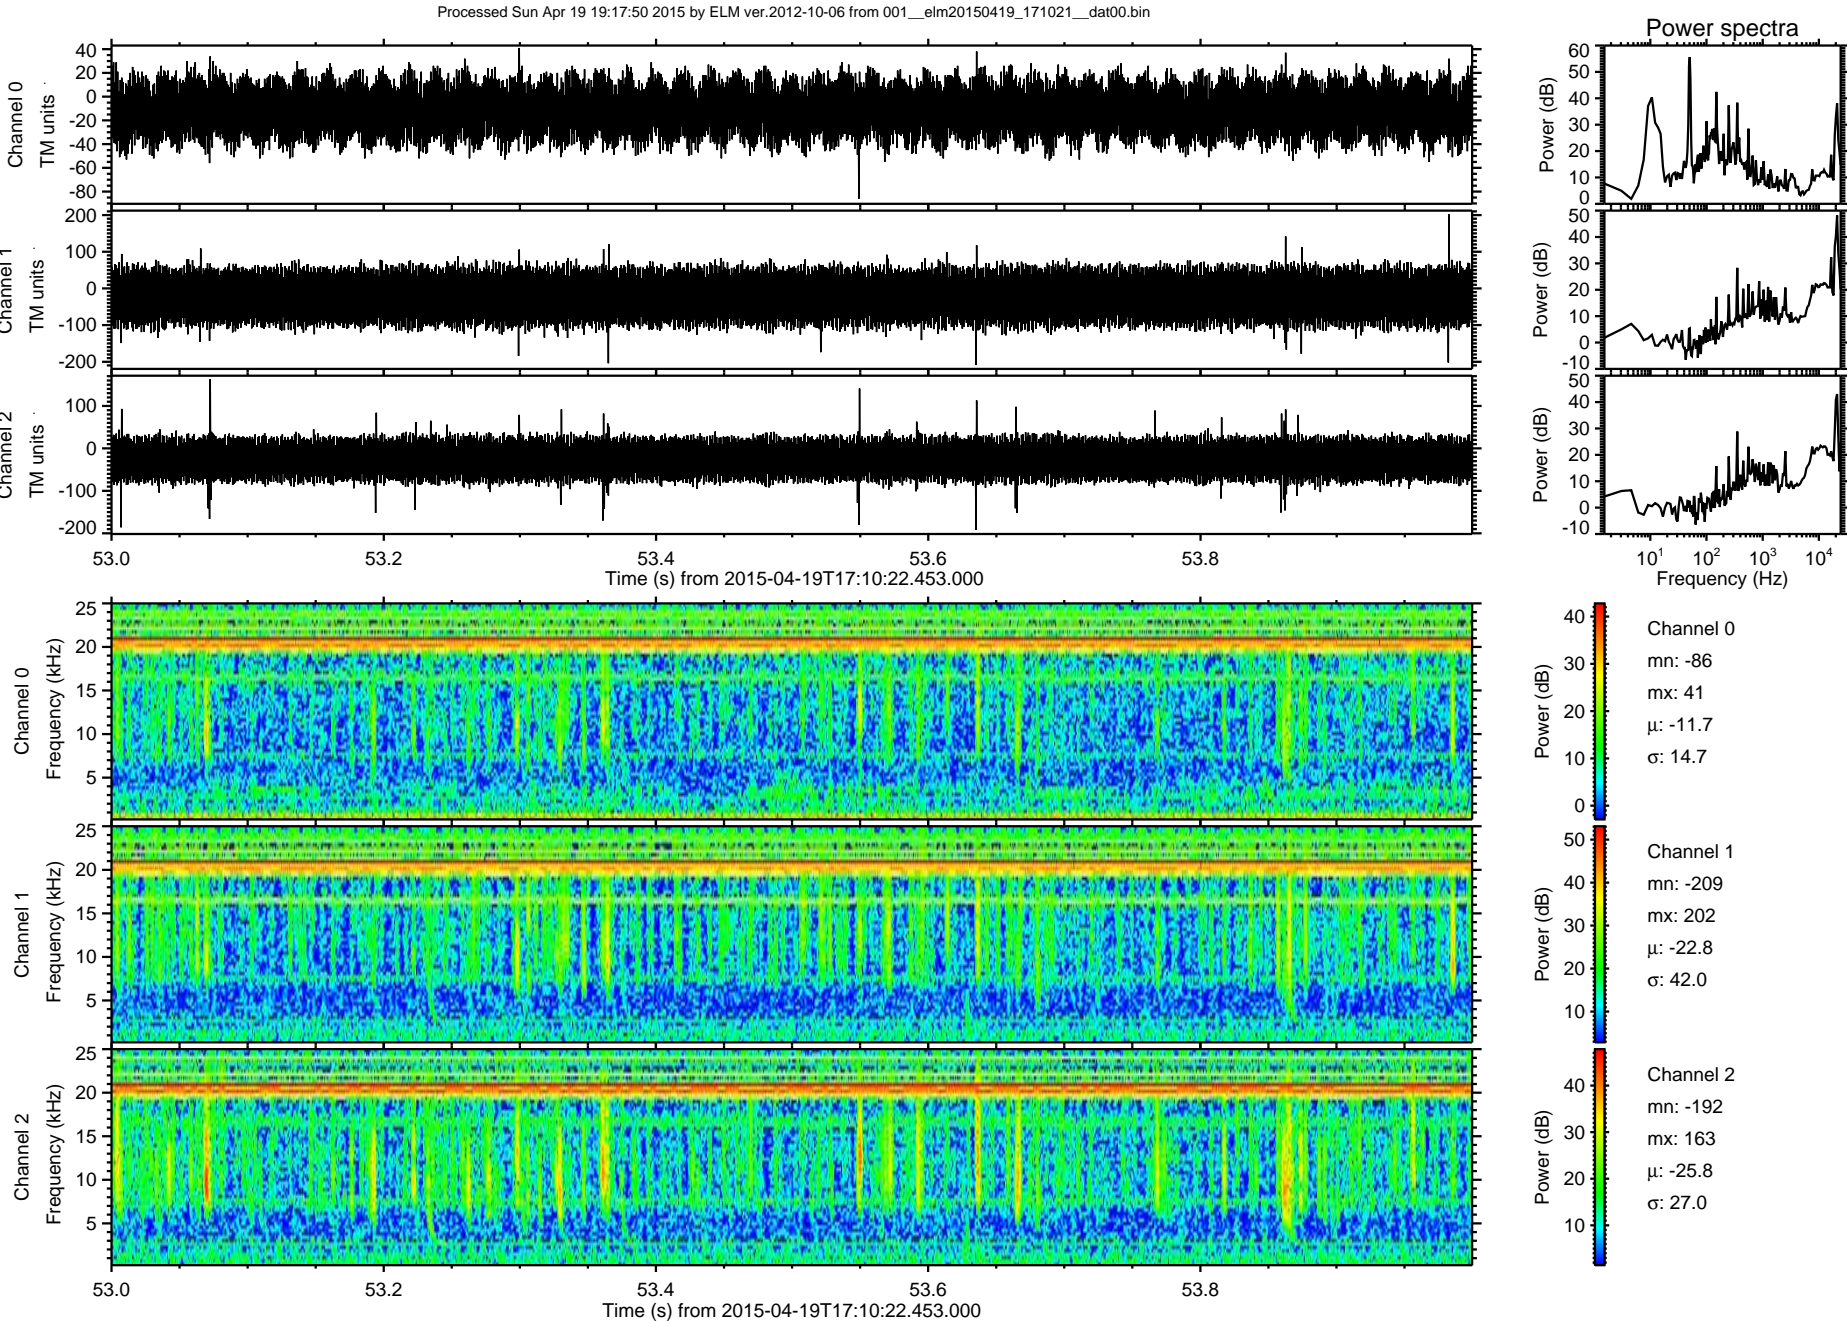 Processed Sun Apr 19 19:17:50 2015 by ELM ver.2012-10-06 from 001__elm20150419_171021__dat00.bin
Power spectra
Channel 0
TM units
40
20
0
-20
-40
-60
-80
Power (dB)
60
50
40
30
20
10
0
Channel 1
TM units
200
100
0
-100
-200
Power (dB)
50
40
30
20
10
0
-10
Channel 2
TM units
100
0
-100
-200
Power (dB)
50
40
30
20
10
0
-10
53.0 53.2 53.4 53.6 53.8
Time (s) from 2015-04-19T17:10:22.453.000
10¹ 10² 10³ 10⁴
Frequency (Hz)
Channel 0
Frequency (kHz)
25
20
15
10
5
Power (dB)
40
30
20
10
0
Channel 0
mn: -86
mx: 41
μ: -11.7
σ: 14.7
Channel 1
Frequency (kHz)
25
20
15
10
5
Power (dB)
50
40
30
20
10
Channel 1
mn: -209
mx: 202
μ: -22.8
σ: 42.0
Channel 2
Frequency (kHz)
25
20
15
10
5
Power (dB)
40
30
20
10
Channel 2
mn: -192
mx: 163
μ: -25.8
σ: 27.0
53.0 53.2 53.4 53.6 53.8
Time (s) from 2015-04-19T17:10:22.453.000